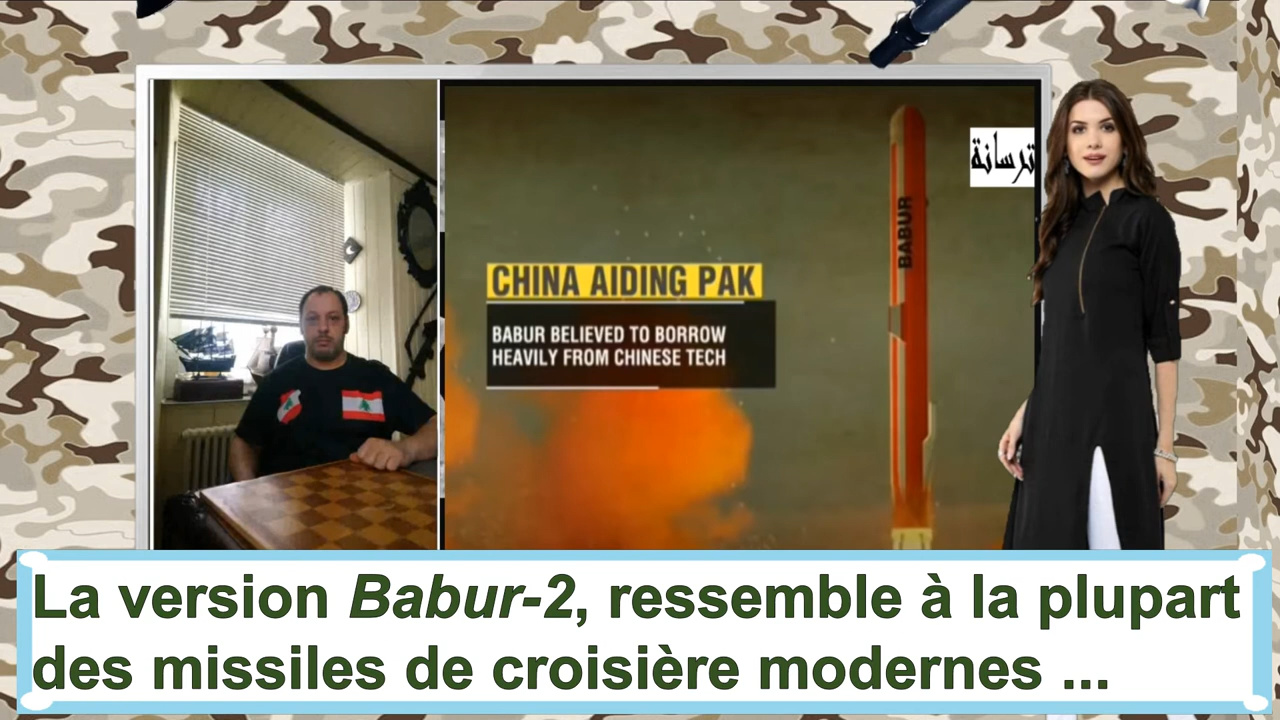 ترسانة
BABUR
CHINA AIDING PAK
BABUR BELIEVED TO BORROW
HEAVILY FROM CHINESE TECH
La version Babur-2, ressemble à la plupart
des missiles de croisière modernes ...